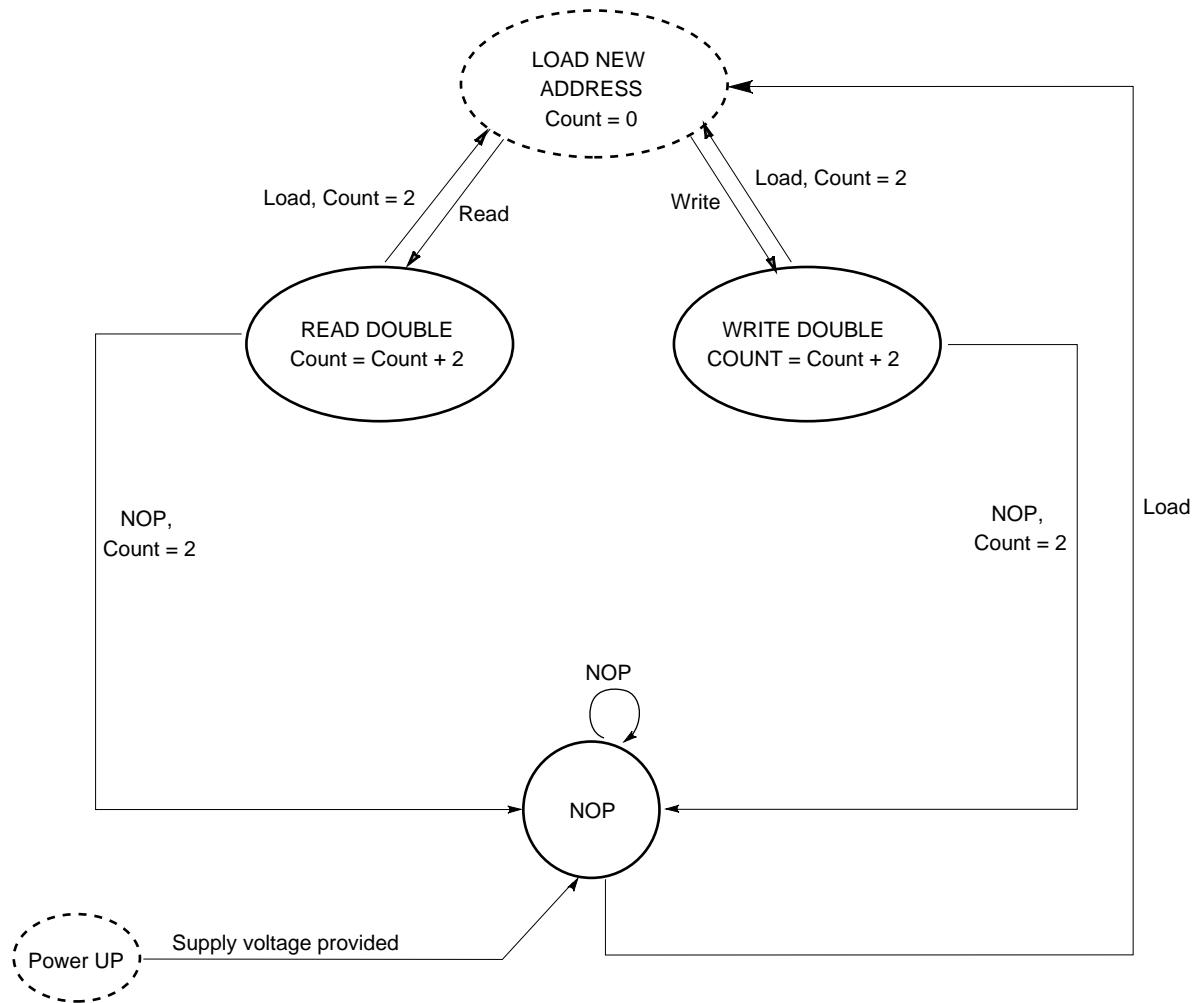 LOAD NEW
ADDRESS
Count = 0
Load, Count = 2
Read
Write
Load, Count = 2
READ DOUBLE
Count = Count + 2
WRITE DOUBLE
COUNT = Count + 2
NOP,
Count = 2
NOP,
Count = 2
Load
NOP
NOP
Supply voltage provided
Power UP